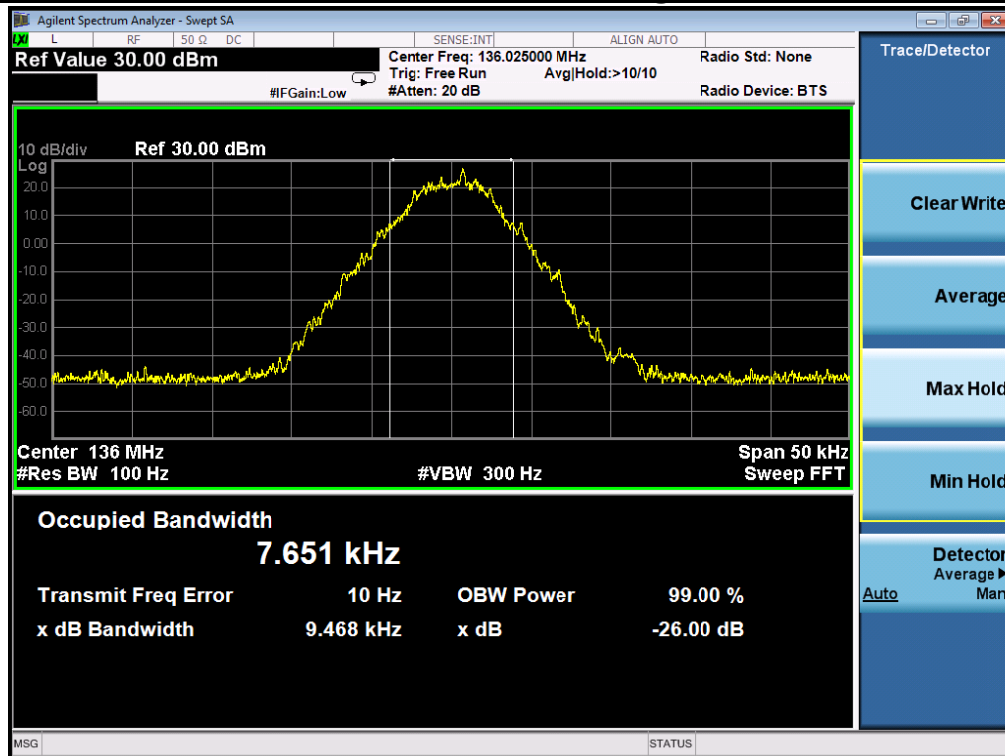 Agilent Spectrum Analyzer - Swept SA
LXI L RF 50 Ω DC SENSE:INT ALIGN AUTO
Ref Value 30.00 dBm
Center Freq: 136.025000 MHz
Radio Std: None
Trig: Free Run Avg|Hold:>10/10
#IFGain:Low
#Atten: 20 dB
Radio Device: BTS
Trace/Detector
10 dB/div Ref 30.00 dBm
Log
20.0
10.0
0.00
-10.0
-20.0
-30.0
-40.0
-50.0
-60.0
Center 136 MHz Span 50 kHz
#Res BW 100 Hz #VBW 300 Hz Sweep FFT
Occupied Bandwidth
7.651 kHz
Transmit Freq Error 10 Hz OBW Power 99.00 %
x dB Bandwidth 9.468 kHz x dB -26.00 dB
Clear Write
Average
Max Hold
Min Hold
Detector
Average
Auto Man
MSG STATUS